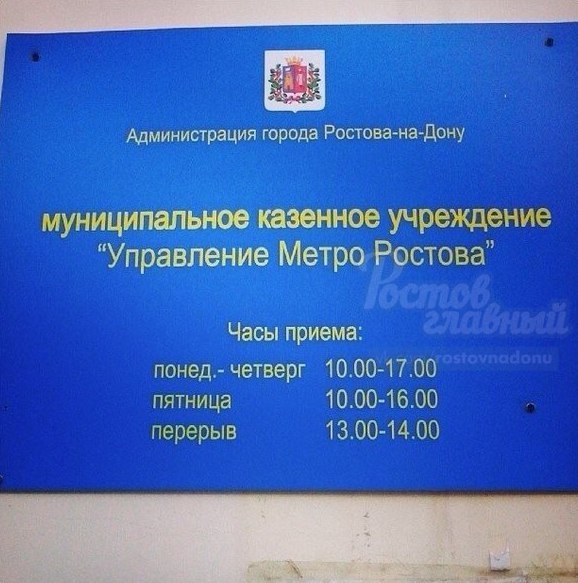 Администрация города Ростова-на-Дону
муниципальное казенное учреждение
“Управление Метро Ростова”
Ростов
главный
rostovnadonu
Часы приема:
понед.- четверг 10.00-17.00
пятница 10.00-16.00
перерыв 13.00-14.00